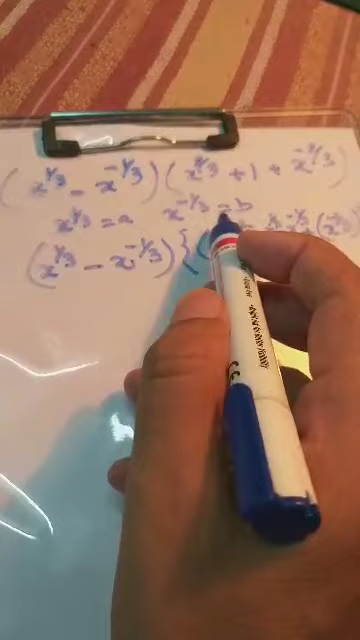 (x^{1/3} - x^{-1/3}) (x^{2/3} + 1 + x^{-2/3})
x^{1/3} = a x^{-1/3} = b
(x^{1/3} - x^{-1/3}) { (